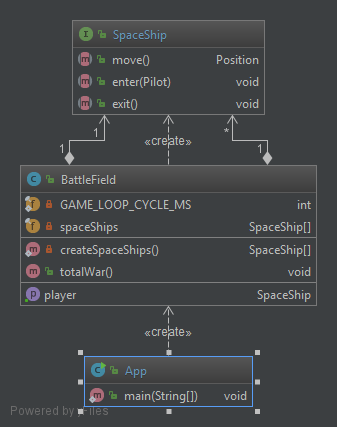 SpaceShip
move() Position
enter(Pilot) void
exit() void
1 1 «create» * 1
BattleField
GAME_LOOP_CYCLE_MS int
spaceShips SpaceShip[]
createSpaceShips() SpaceShip[]
totalWar() void
player SpaceShip
«create»
App
main(String[]) void
Powered by yFiles